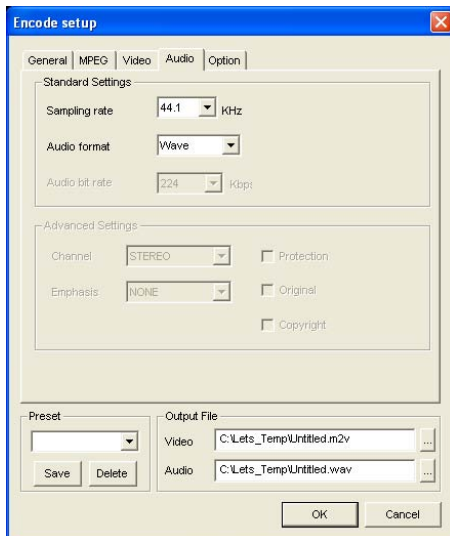 Encode setup
General MPEG Video Audio Option
Standard Settings
Sampling rate 44.1 KHz
Audio format Wave
Audio bit rate 224 Kbps
Advanced Settings
Channel STEREO Protection
Emphasis NONE Original
Copyright
Preset
Save Delete
Output File
Video C:\Lets_Temp\Untitled.m2v ...
Audio C:\Lets_Temp\Untitled.wav ...
OK Cancel